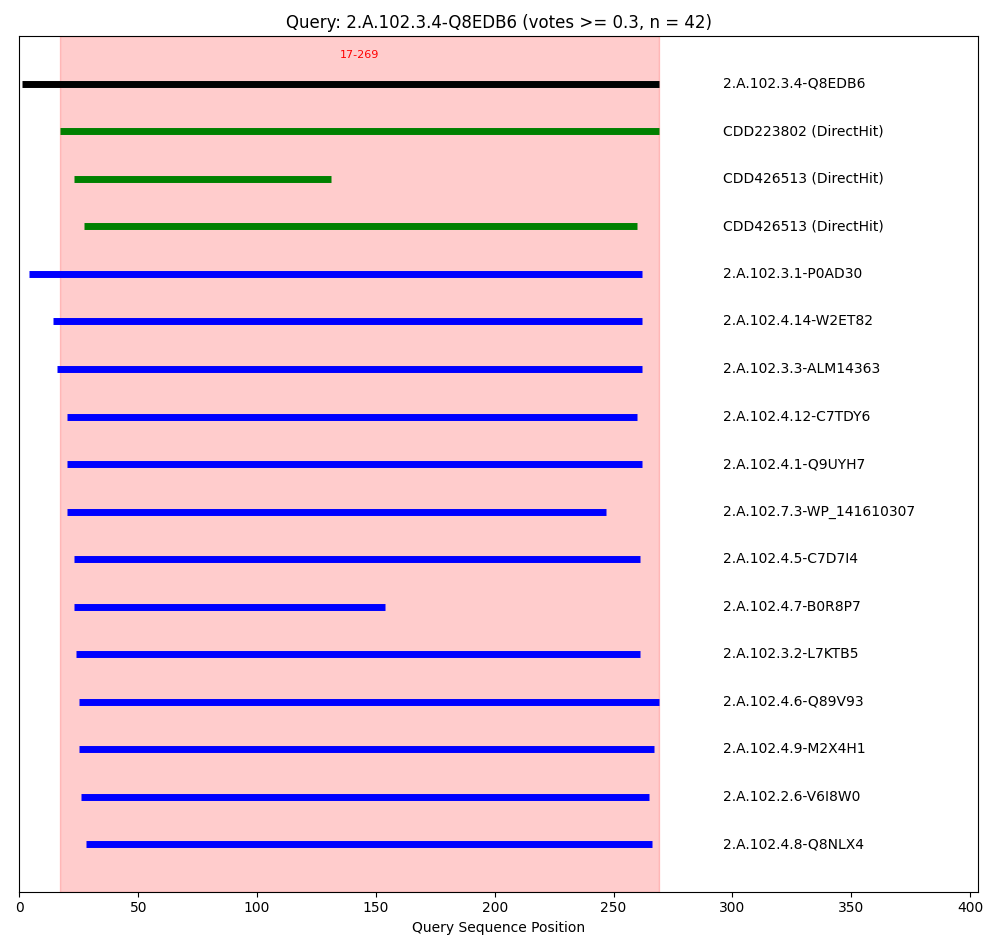 Query: 2.A.102.3.4-Q8EDB6 (votes >= 0.3, n = 42)
17-269
2.A.102.3.4-Q8EDB6
CDD223802 (DirectHit)
CDD426513 (DirectHit)
CDD426513 (DirectHit)
2.A.102.3.1-P0AD30
2.A.102.4.14-W2ET82
2.A.102.3.3-ALM14363
2.A.102.4.12-C7TDY6
2.A.102.4.1-Q9UYH7
2.A.102.7.3-WP_141610307
2.A.102.4.5-C7D7I4
2.A.102.4.7-B0R8P7
2.A.102.3.2-L7KTB5
2.A.102.4.6-Q89V93
2.A.102.4.9-M2X4H1
2.A.102.2.6-V6I8W0
2.A.102.4.8-Q8NLX4
0 50 100 150 200 250 300 350 400
Query Sequence Position